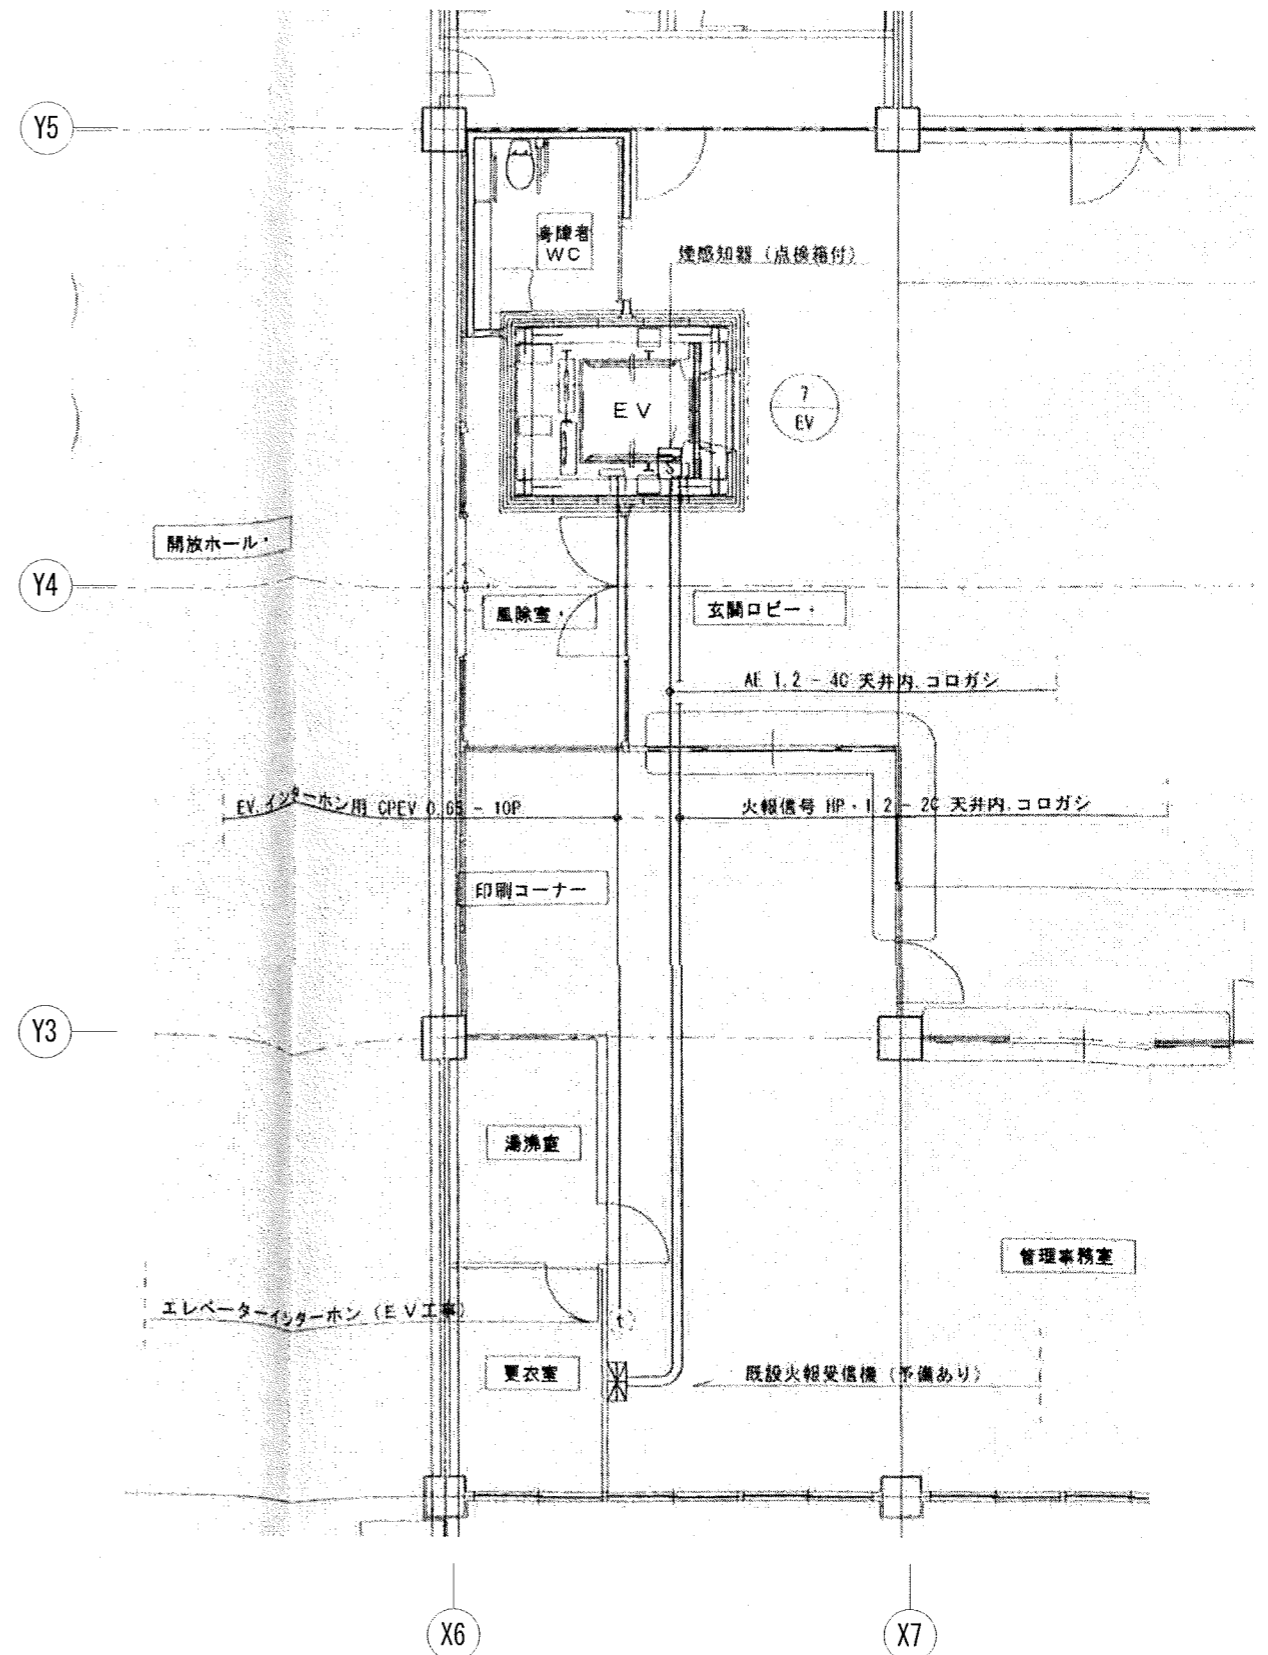 Y5
身障者
WC
煙感知器 (点検箱付)
EV
7
EV
S
開放ホール・
Y4
風除室・
玄関ロビー・
AE 1.2 - 4C 天井内.コロガシ
EV.インターホン用 CPEV 0.65 - 10P
火報信号 HP・1.2 - 2C 天井内.コロガシ
印刷コーナー
Y3
湯沸室
管理事務室
エレベーターインターホン (EV工事)
t
更衣室
既設火報受信機 (予備あり)
X6
X7